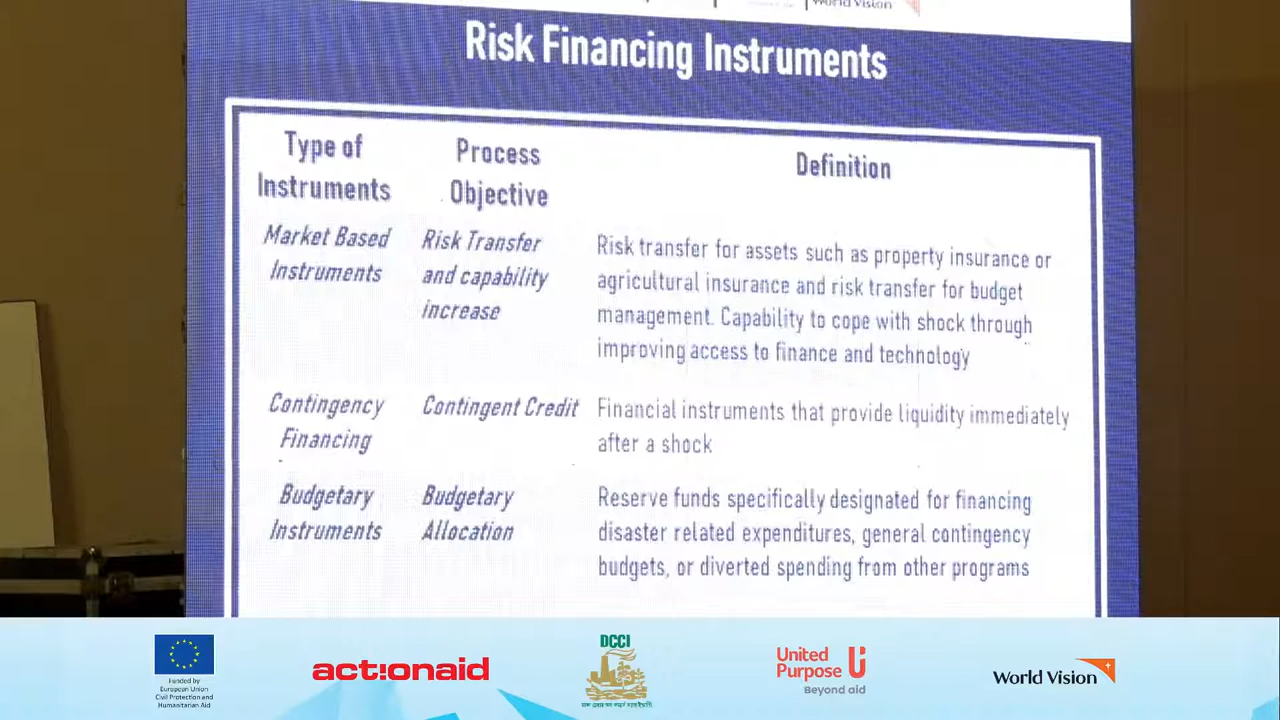 World Vision
Risk Financing Instruments
Type of
Instruments
Process
Objective
Definition
Market Based
Instruments
Risk Transfer
and capability
increase
Risk transfer for assets such as property insurance or
agricultural insurance and risk transfer for budget
management. Capability to cope with shock through
improving access to finance and technology
Contingency
Financing
Contingent Credit
Financial instruments that provide liquidity immediately
after a shock
Budgetary
Instruments
Budgetary
Allocation
Reserve funds specifically designated for financing
disaster related expenditures, general contingency
budgets, or diverted spending from other programs
Funded by
European Union
Civil Protection and
Humanitarian Aid
act!onaid
DCCI
United
Purpose
Beyond aid
World Vision